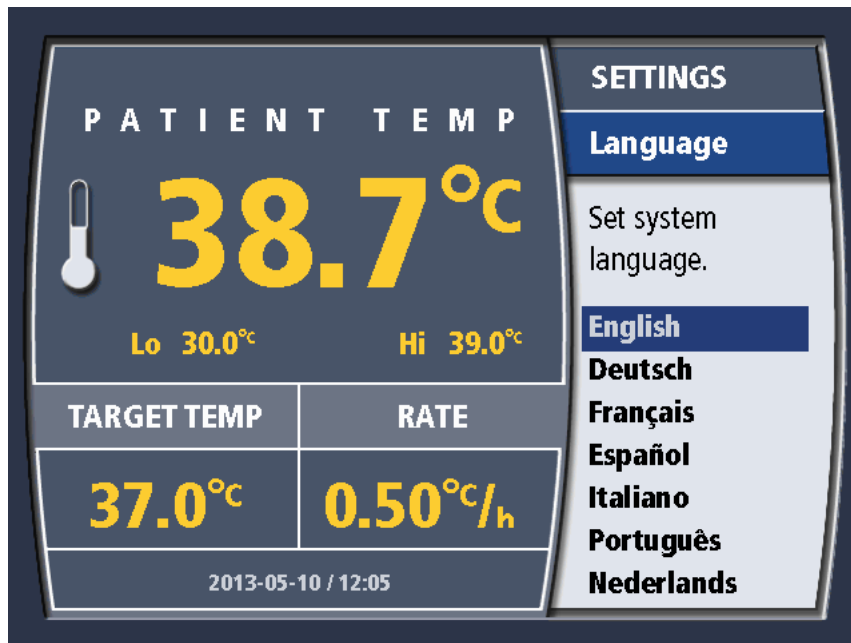 PATIENT TEMP
38.7°C
Lo 30.0°C Hi 39.0°C
TARGET TEMP RATE
37.0°C 0.50°C/h
2013-05-10 / 12:05
SETTINGS
Language
Set system
language.
English
Deutsch
Français
Español
Italiano
Português
Nederlands